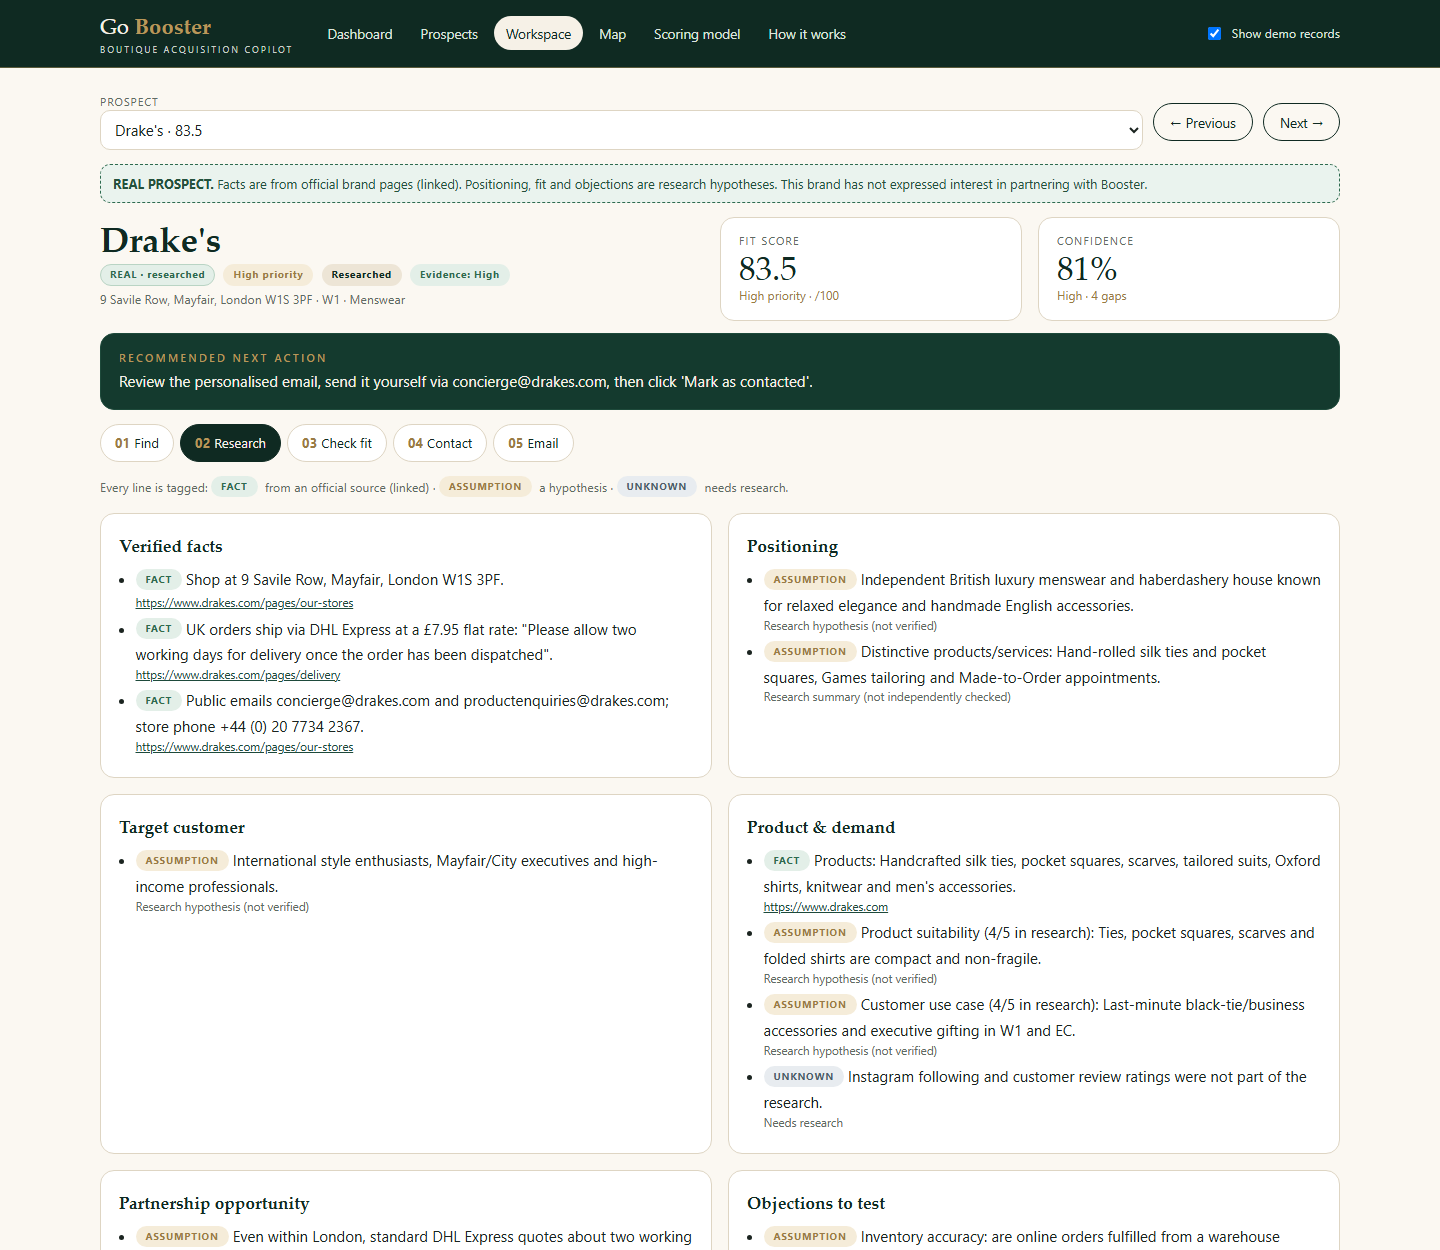 Go Booster
BOUTIQUE ACQUISITION COPILOT
Dashboard
Prospects
Workspace
Map
Scoring model
How it works
Show demo records
PROSPECT
Drake's · 83.5
← Previous
Next →
REAL PROSPECT. Facts are from official brand pages (linked). Positioning, fit and objections are research hypotheses. This brand has not expressed interest in partnering with Booster.
Drake's
REAL · researched
High priority
Researched
Evidence: High
9 Savile Row, Mayfair, London W1S 3PF · W1 · Menswear
FIT SCORE
83.5
High priority · /100
CONFIDENCE
81%
High · 4 gaps
RECOMMENDED NEXT ACTION
Review the personalised email, send it yourself via concierge@drakes.com, then click 'Mark as contacted'.
01 Find
02 Research
03 Check fit
04 Contact
05 Email
Every line is tagged: FACT from an official source (linked) · ASSUMPTION a hypothesis · UNKNOWN needs research.
Verified facts
FACT Shop at 9 Savile Row, Mayfair, London W1S 3PF.
https://www.drakes.com/pages/our-stores
FACT UK orders ship via DHL Express at a £7.95 flat rate: "Please allow two
working days for delivery once the order has been dispatched".
https://www.drakes.com/pages/delivery
FACT Public emails concierge@drakes.com and productenquiries@drakes.com;
store phone +44 (0) 20 7734 2367.
https://www.drakes.com/pages/our-stores
Positioning
ASSUMPTION Independent British luxury menswear and haberdashery house known
for relaxed elegance and handmade English accessories.
Research hypothesis (not verified)
ASSUMPTION Distinctive products/services: Hand-rolled silk ties and pocket
squares, Games tailoring and Made-to-Order appointments.
Research summary (not independently checked)
Target customer
ASSUMPTION International style enthusiasts, Mayfair/City executives and high-
income professionals.
Research hypothesis (not verified)
Product & demand
FACT Products: Handcrafted silk ties, pocket squares, scarves, tailored suits, Oxford
shirts, knitwear and men's accessories.
https://www.drakes.com
ASSUMPTION Product suitability (4/5 in research): Ties, pocket squares, scarves and
folded shirts are compact and non-fragile.
Research hypothesis (not verified)
ASSUMPTION Customer use case (4/5 in research): Last-minute black-tie/business
accessories and executive gifting in W1 and EC.
Research hypothesis (not verified)
UNKNOWN Instagram following and customer review ratings were not part of the
research.
Needs research
Partnership opportunity
ASSUMPTION Even within London, standard DHL Express quotes about two working
Objections to test
ASSUMPTION Inventory accuracy: are online orders fulfilled from a warehouse